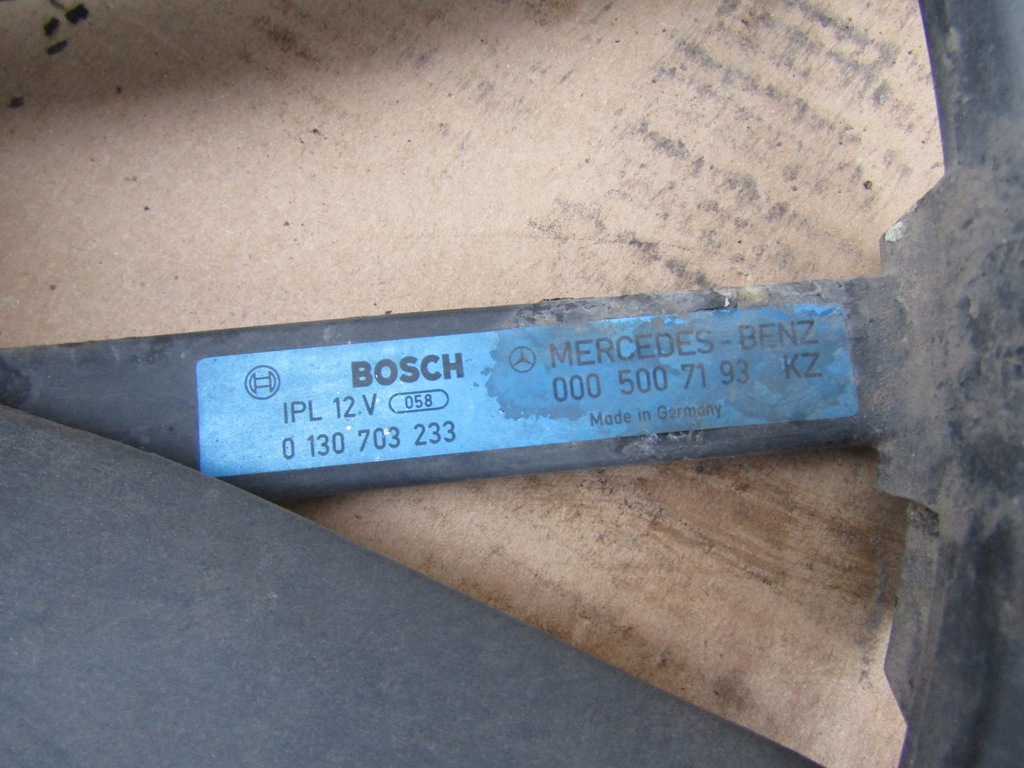 BOSCH
IPL 12 V 058
0 130 703 233
MERCEDES-BENZ
000 500 71 93 KZ
Made in Germany